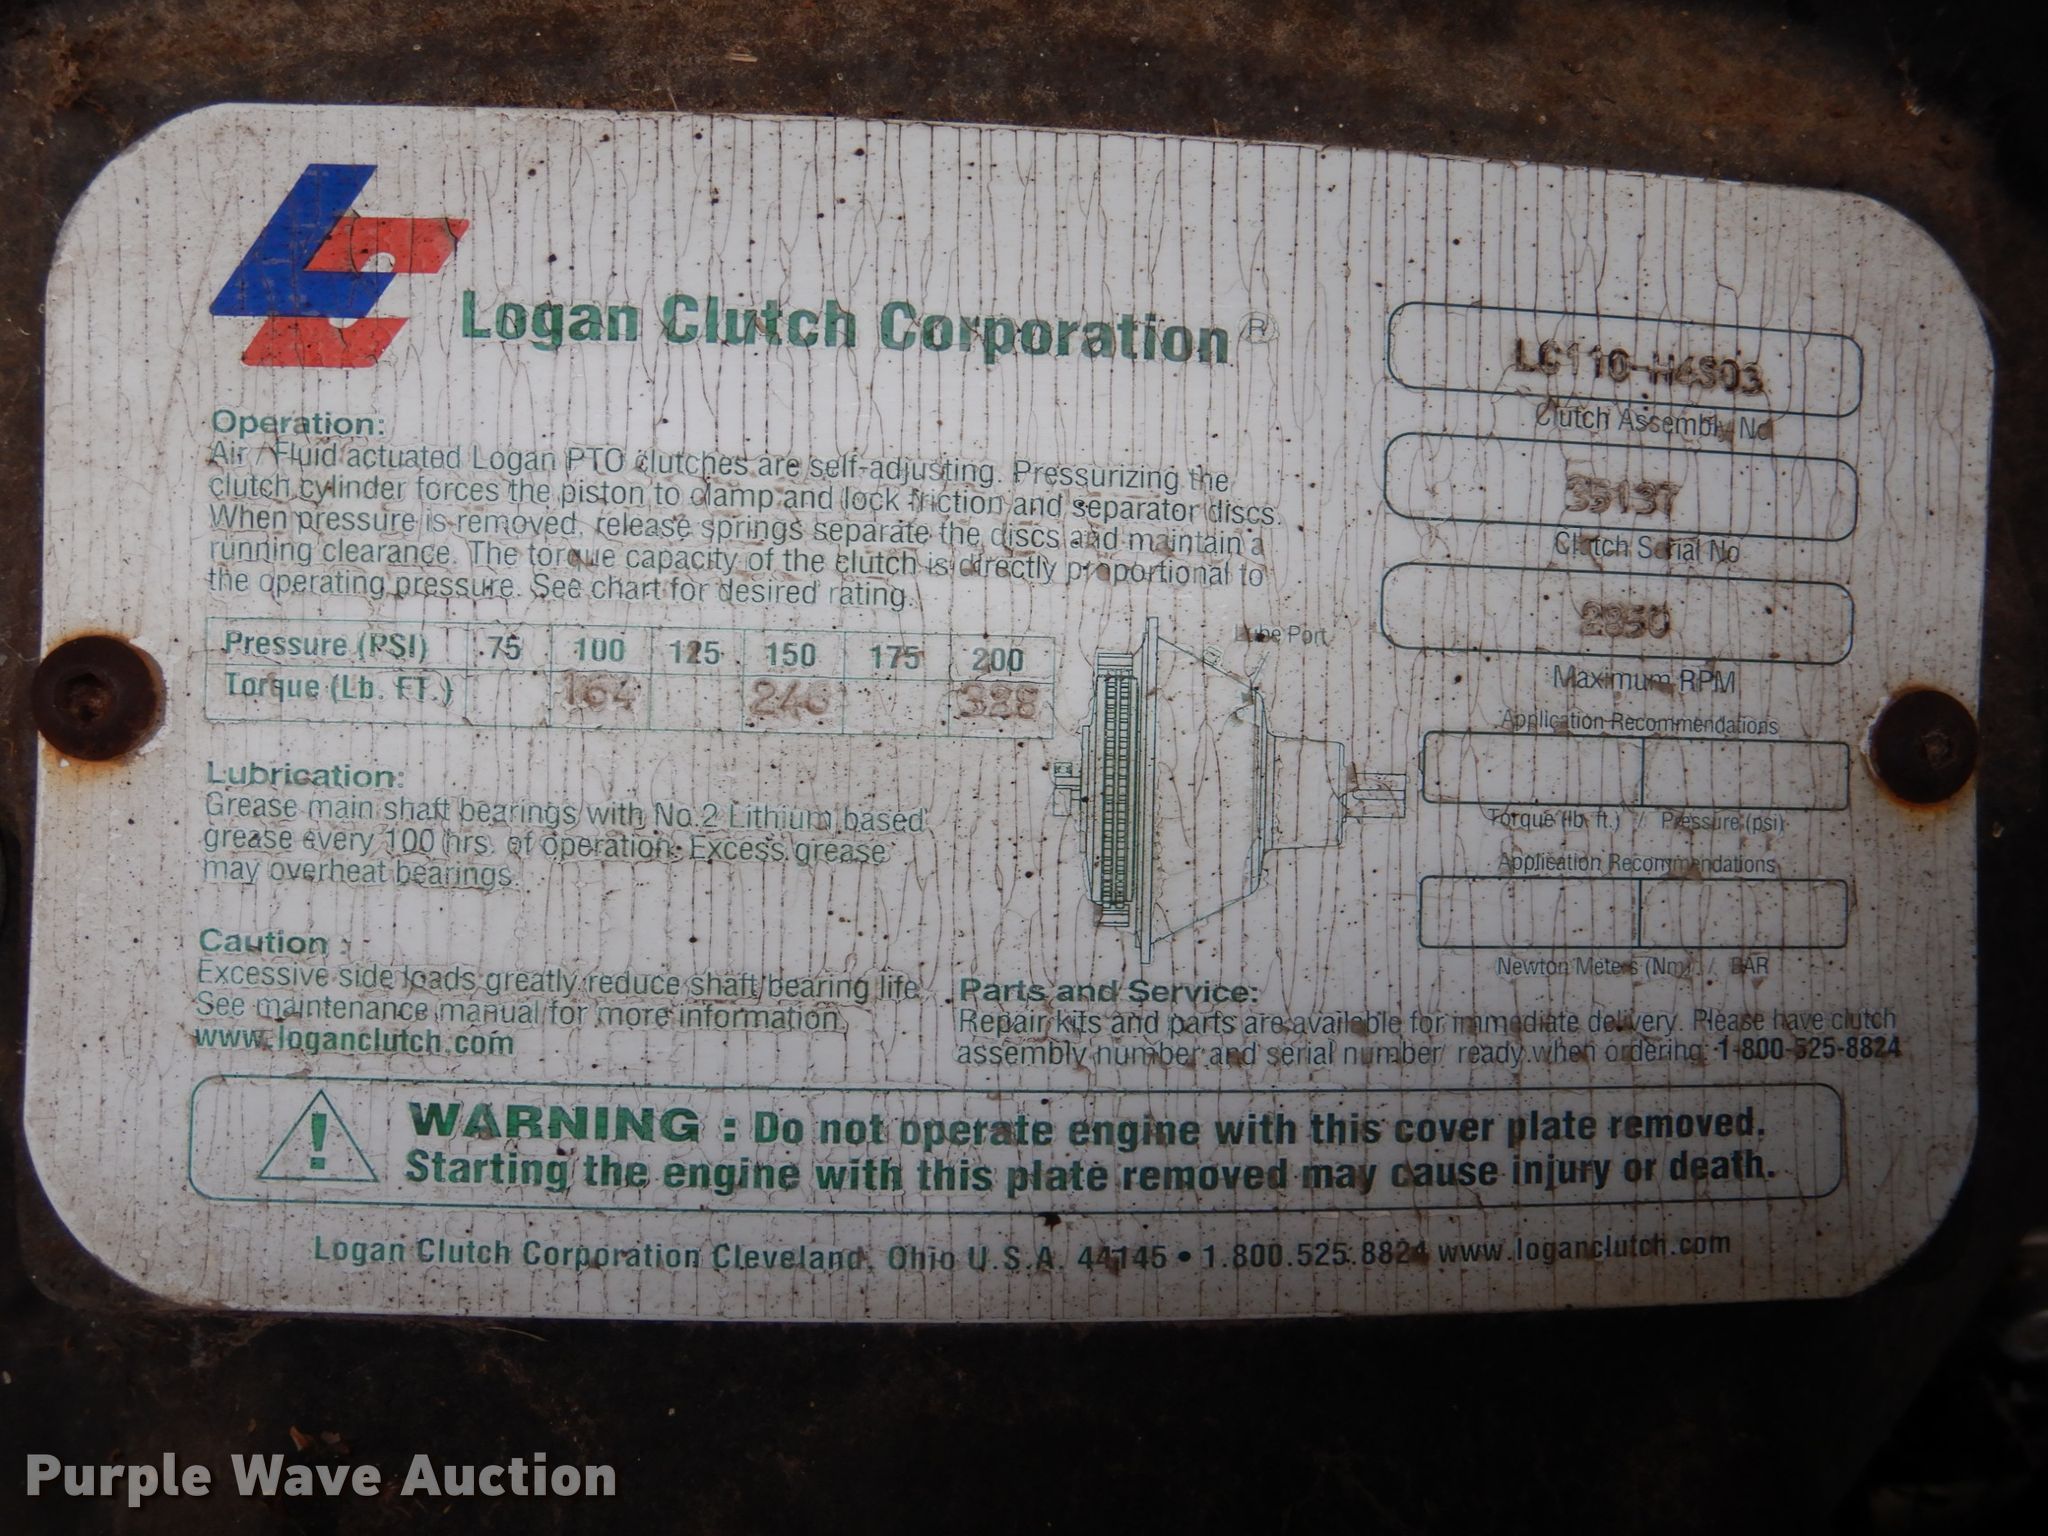 LC
Logan Clutch Corporation®
Operation:
Air / Fluid actuated Logan PTO clutches are self-adjusting. Pressurizing the
clutch cylinder forces the piston to clamp and lock friction and separator discs.
When pressure is removed, release springs separate the discs and maintain a
running clearance. The torque capacity of the clutch is directly proportional to
the operating pressure. See chart for desired rating.
Pressure (PSI) 75 100 125 150 175 200
Torque (Lb. FT.) 164 246 328
Lubrication:
Grease main shaft bearings with No.2 Lithium based
grease every 100 hrs. of operation. Excess grease
may overheat bearings.
Caution :
Excessive side loads greatly reduce shaft bearing life.
See maintenance manual for more information.
www.loganclutch.com
Lube Port
LC110-H4S03
Clutch Assembly No
35137
Clutch Serial No
2850
Maximum RPM
Application Recommendations
Torque (lb. ft.) / Pressure (psi)
Application Recommendations
Newton Meters (Nm) / BAR
Parts and Service:
Repair kits and parts are available for immediate delivery. Please have clutch
assembly number and serial number ready when ordering: 1-800-525-8824
WARNING : Do not operate engine with this cover plate removed.
Starting the engine with this plate removed may cause injury or death.
Logan Clutch Corporation Cleveland, Ohio U.S.A. 44145 • 1.800.525.8824 www.loganclutch.com
Purple Wave Auction